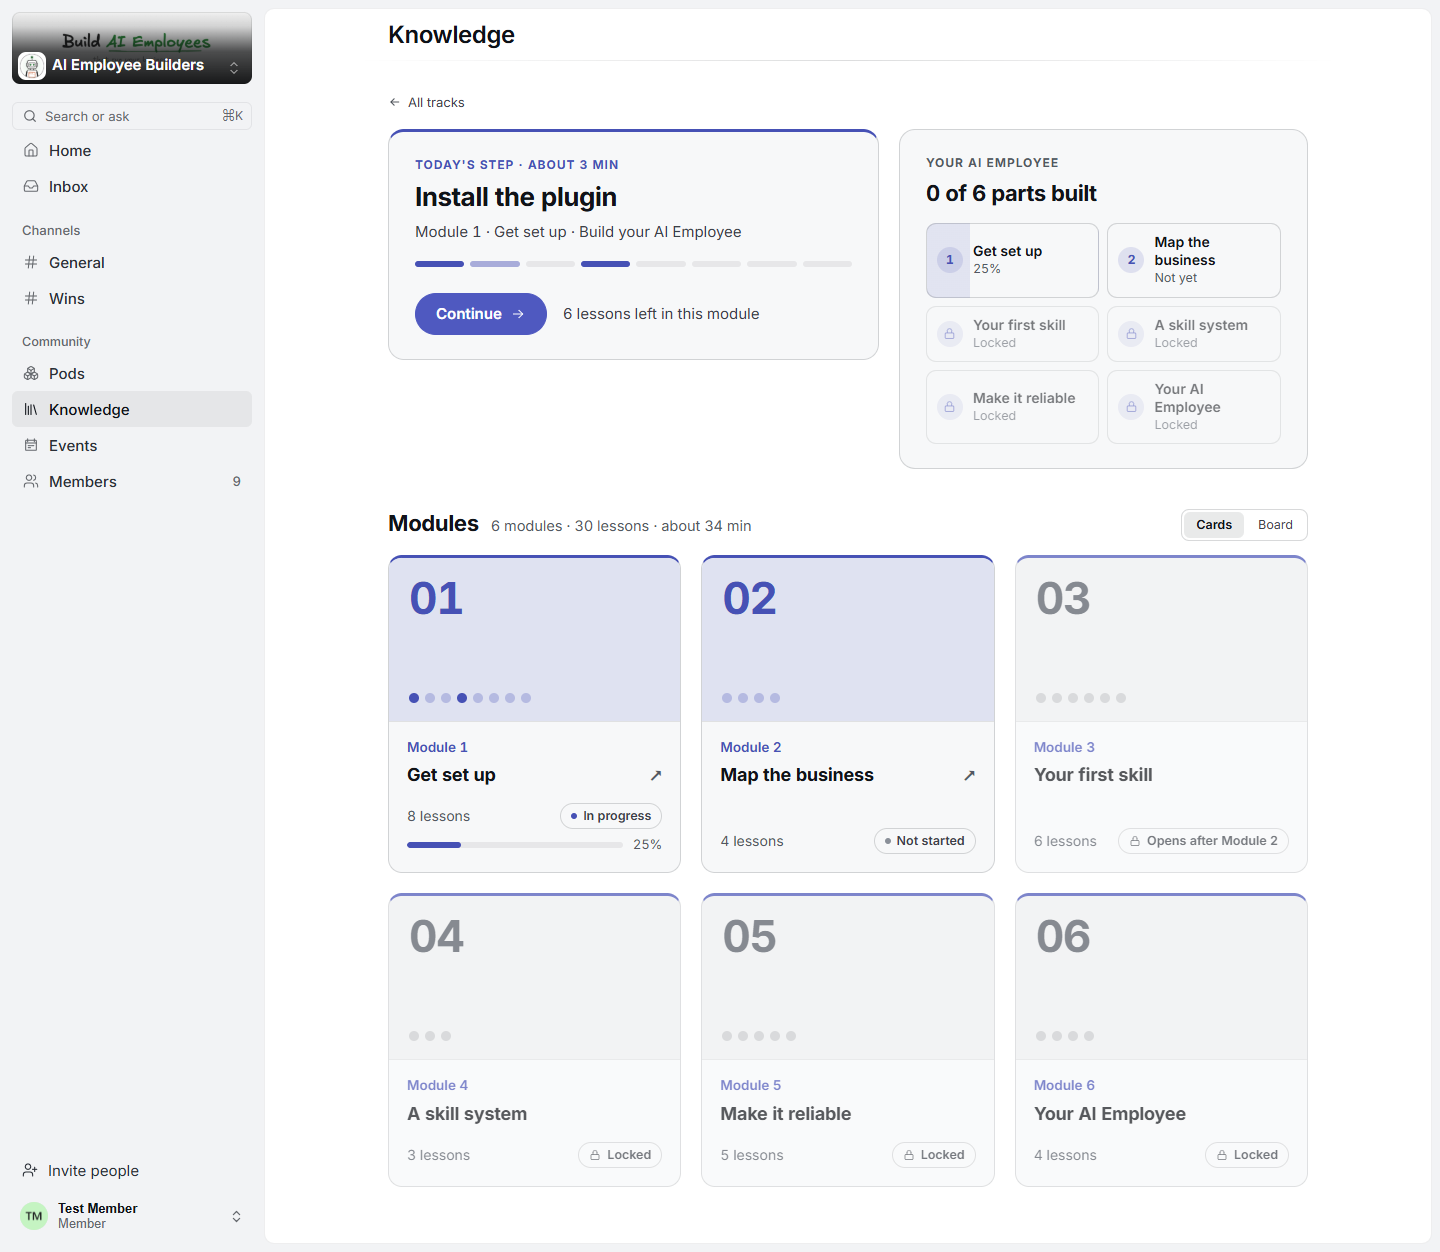 Build AI Employees
AI Employee Builders
Search or ask
⌘K
Home
Inbox
Channels
General
Wins
Community
Pods
Knowledge
Events
Members
9
Invite people
TM
Test Member
Member
Knowledge
← All tracks
TODAY'S STEP · ABOUT 3 MIN
Install the plugin
Module 1 · Get set up · Build your AI Employee
Continue →
6 lessons left in this module
YOUR AI EMPLOYEE
0 of 6 parts built
1
Get set up
25%
2
Map the
business
Not yet
Your first skill
Locked
A skill system
Locked
Make it reliable
Locked
Your AI
Employee
Locked
Modules
6 modules · 30 lessons · about 34 min
Cards
Board
01
Module 1
Get set up ↗
8 lessons
In progress
25%
02
Module 2
Map the business ↗
4 lessons
Not started
03
Module 3
Your first skill
6 lessons
Opens after Module 2
04
Module 4
A skill system
3 lessons
Locked
05
Module 5
Make it reliable
5 lessons
Locked
06
Module 6
Your AI Employee
4 lessons
Locked